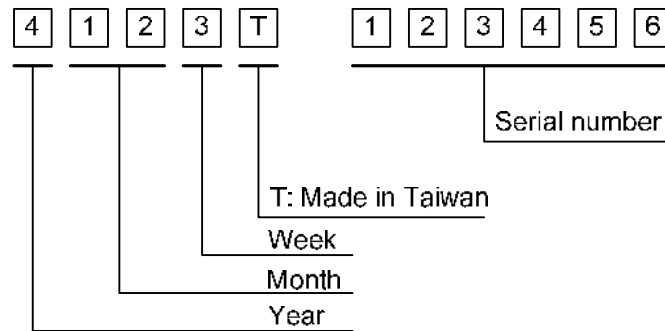 4 1 2 3 T 1 2 3 4 5 6
Serial number
T: Made in Taiwan
Week
Month
Year